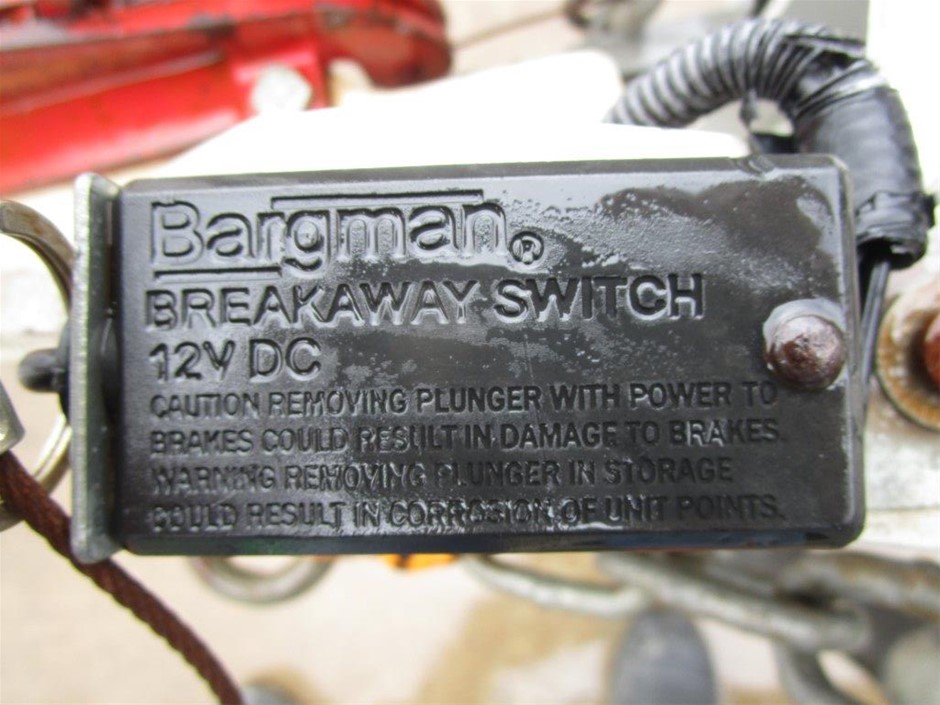 Bargman®
BREAKAWAY SWITCH
12V DC
CAUTION REMOVING PLUNGER WITH POWER TO
BRAKES COULD RESULT IN DAMAGE TO BRAKES.
WARNING REMOVING PLUNGER IN STORAGE
COULD RESULT IN CORROSION OF UNIT POINTS.